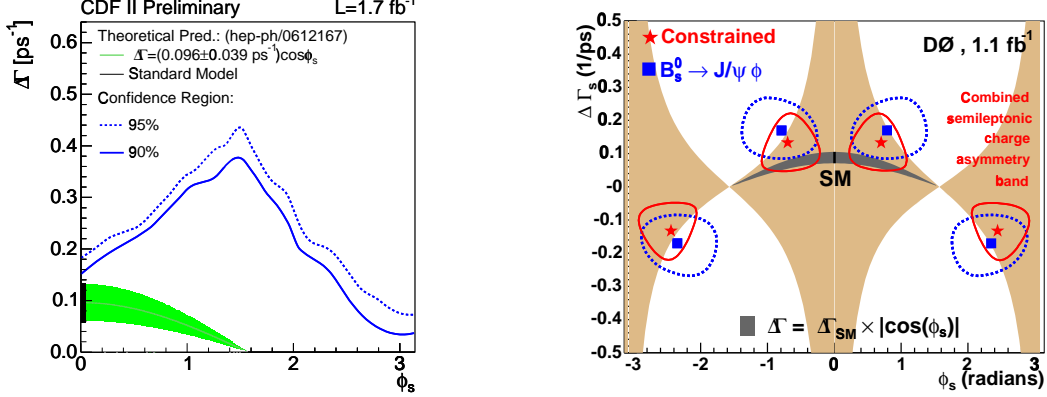 CDF II Preliminary L=1.7 fb⁻¹
Theoretical Pred.: (hep-ph/0612167)
ΔΓ=(0.096±0.039 ps⁻¹)cosϕₛ
Standard Model
Confidence Region:
95%
90%
ΔΓ [ps⁻¹]
0.6
0.5
0.4
0.3
0.2
0.1
0.0
0 1 2 3
ϕₛ
0.5
0.4
0.3
0.2
0.1
-0
-0.1
-0.2
-0.3
-0.4
-0.5
ΔΓₛ (1/ps)
Constrained
Bₛ⁰ → J/ψ ϕ
DØ , 1.1 fb⁻¹
Combined
semileptonic
charge
asymmetry
band
SM
ΔΓ = ΔΓSM × |cos(ϕₛ)|
-3 -2 -1 0 1 2 3
ϕₛ (radians)